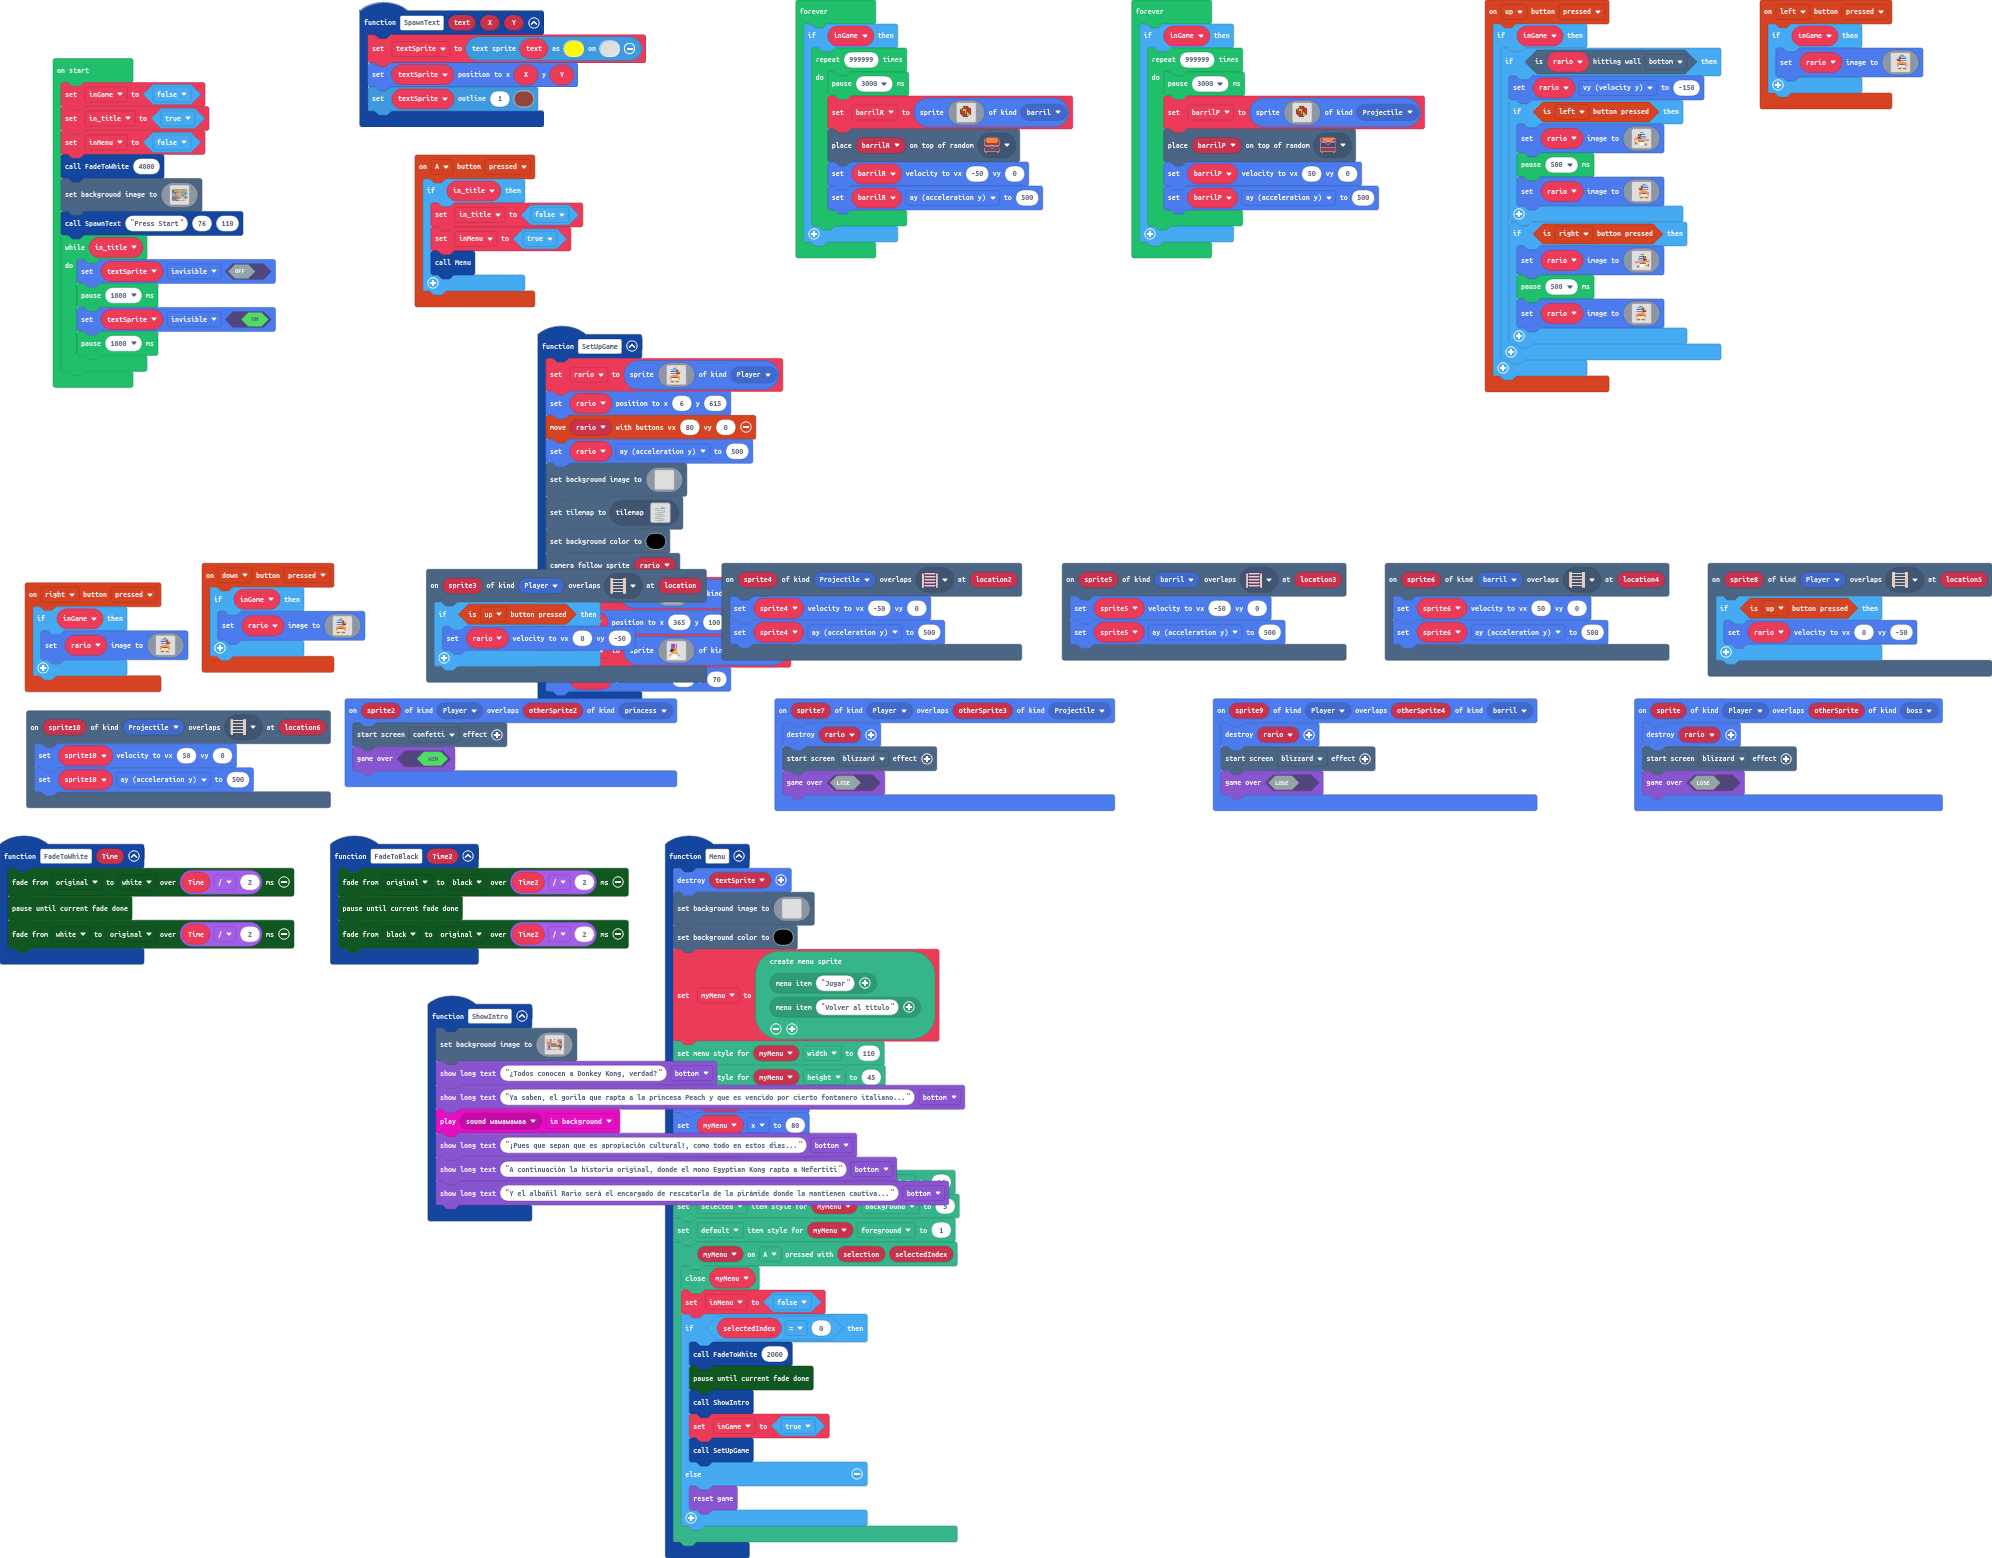 on start
set inGame to false
set in_title to true
set inMenu to false
call FadeToWhite 4000
set background image to
call SpawnText "Press Start" 76 110
while in_title
do
set textSprite invisible OFF
pause 1000 ms
set textSprite invisible ON
pause 1000 ms
function SpawnText text X Y
set textSprite to text sprite text as on
set textSprite position to x X y Y
set textSprite outline 1
on A button pressed
if in_title then
set in_title to false
set inMenu to true
call Menu
forever
if inGame then
repeat 999999 times
do
pause 3000 ms
set barrilR to sprite of kind barril
place barrilR on top of random
set barrilR velocity to vx -50 vy 0
set barrilR ay (acceleration y) to 500
forever
if inGame then
repeat 999999 times
do
pause 3000 ms
set barrilP to sprite of kind Projectile
place barrilP on top of random
set barrilP velocity to vx 50 vy 0
set barrilP ay (acceleration y) to 500
on up button pressed
if inGame then
if is rario hitting wall bottom then
set rario vy (velocity y) to -150
if is left button pressed then
set rario image to
pause 500 ms
set rario image to
if is right button pressed then
set rario image to
pause 500 ms
set rario image to
on left button pressed
if inGame then
set rario image to
function SetUpGame
set rario to sprite of kind Player
set rario position to x 6 y 615
move rario with buttons vx 80 vy 0
set rario ay (acceleration y) to 500
set background image to
set tilemap to tilemap
set background color to
camera follow sprite rario
position to x 365 y 100
to sprite of kin
70
on right button pressed
if inGame then
set rario image to
on down button pressed
if inGame then
set rario image to
on sprite3 of kind Player overlaps at location
if is up button pressed then
set rario velocity to vx 0 vy -50
on sprite4 of kind Projectile overlaps at location2
set sprite4 velocity to vx -50 vy 0
set sprite4 ay (acceleration y) to 500
on sprite5 of kind barril overlaps at location3
set sprite5 velocity to vx -50 vy 0
set sprite5 ay (acceleration y) to 500
on sprite6 of kind barril overlaps at location4
set sprite6 velocity to vx 50 vy 0
set sprite6 ay (acceleration y) to 500
on sprite8 of kind Player overlaps at location5
if is up button pressed then
set rario velocity to vx 0 vy -50
on sprite10 of kind Projectile overlaps at location6
set sprite10 velocity to vx 50 vy 0
set sprite10 ay (acceleration y) to 500
on sprite2 of kind Player overlaps otherSprite2 of kind princess
start screen confetti effect
game over WIN
on sprite7 of kind Player overlaps otherSprite3 of kind Projectile
destroy rario
start screen blizzard effect
game over LOSE
on sprite9 of kind Player overlaps otherSprite4 of kind barril
destroy rario
start screen blizzard effect
game over LOSE
on sprite of kind Player overlaps otherSprite of kind boss
destroy rario
start screen blizzard effect
game over LOSE
function FadeToWhite Time
fade from original to white over Time / 2 ms
pause until current fade done
fade from white to original over Time / 2 ms
function FadeToBlack Time2
fade from original to black over Time2 / 2 ms
pause until current fade done
fade from black to original over Time2 / 2 ms
function Menu
destroy textSprite
set background image to
set background color to
set myMenu to create menu sprite
menu item "Jugar"
menu item "Volver al titulo"
set menu style for myMenu width to 110
tyle for myMenu height to 45
set myMenu x to 80
set selected item style for myMenu background to 5
set default item style for myMenu foreground to 1
myMenu on A pressed with selection selectedIndex
close myMenu
set inMenu to false
if selectedIndex = 0 then
call FadeToWhite 2000
pause until current fade done
call ShowIntro
set inGame to true
call SetUpGame
else
reset game
function ShowIntro
set background image to
show long text "¿Todos conocen a Donkey Kong, verdad?" bottom
show long text "Ya saben, el gorila que rapta a la princesa Peach y que es vencido por cierto fontanero italiano..." bottom
play sound wawawawaa in background
show long text "¡Pues que sepan que es apropiación cultural!, como todo en estos días..." bottom
show long text "A continuación la historia original, donde el mono Egyptian Kong rapta a Nefertiti" bottom
show long text "Y el albañil Rario será el encargado de rescatarla de la pirámide donde la mantienen cautiva..." bottom